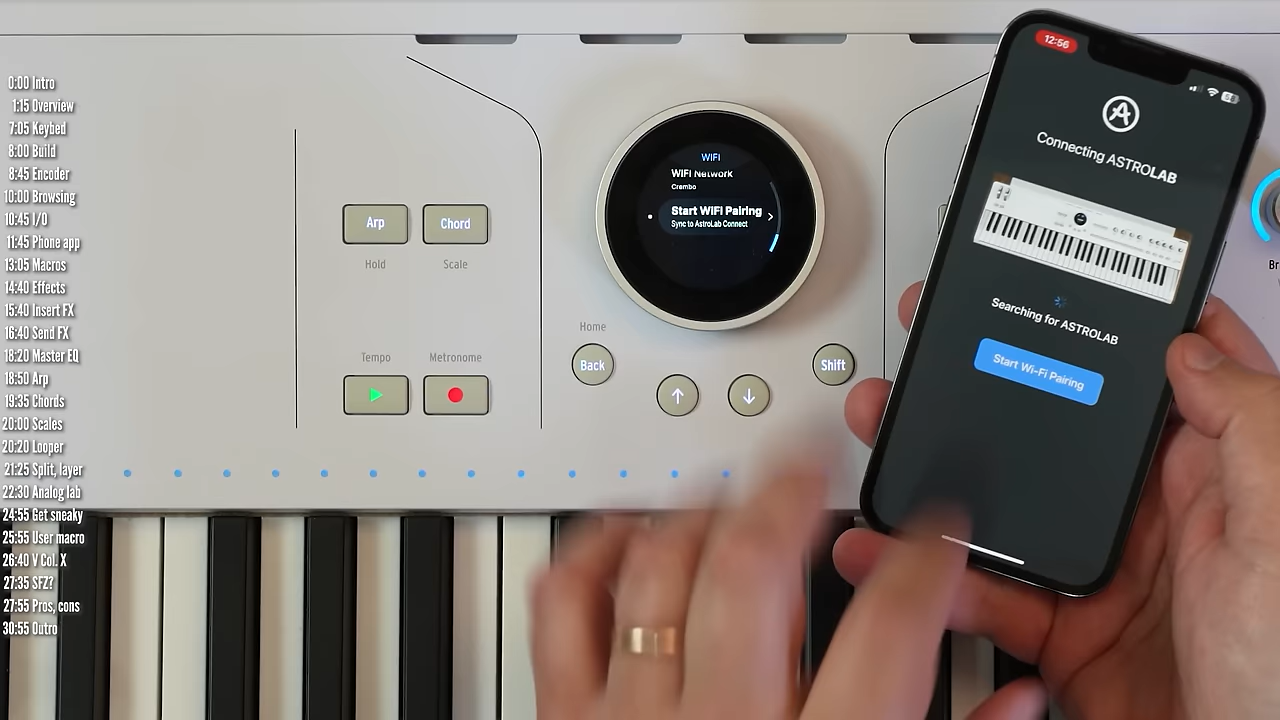 0:00 Intro
1:15 Overview
7:05 Keybed
8:00 Build
8:45 Encoder
10:00 Browsing
10:45 I/O
11:45 Phone app
13:05 Macros
14:40 Effects
15:40 Insert FX
16:40 Send FX
18:20 Master EQ
18:50 Arp
19:35 Chords
20:00 Scales
20:20 Looper
21:25 Split, layer
22:30 Analog lab
24:55 Get sneaky
25:55 User macro
26:40 V Col. X
27:35 SFZ?
27:55 Pros, cons
30:55 Outro
Arp
Chord
Hold
Scale
Tempo
Metronome
WIFI
WiFi Network
Crembo
Start WiFi Pairing
Sync to AstroLab Connect
Home
Back
Shift
12:56
Connecting ASTROLAB
Searching for ASTROLAB
Start Wi-Fi Pairing
Br